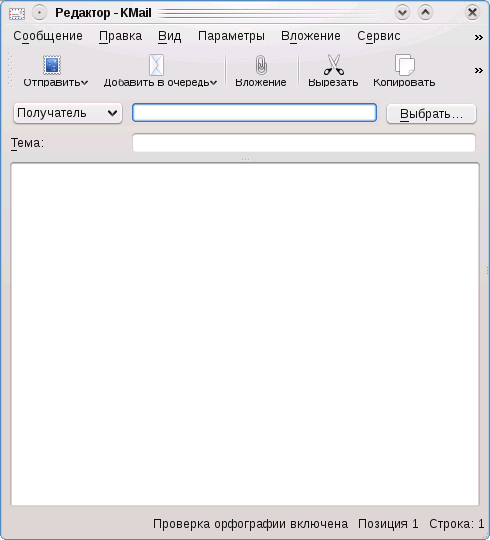 Редактор - KMail
Сообщение Правка Вид Параметры Вложение Сервис »
Отправить Добавить в очередь Вложение Вырезать Копировать »
Получатель Выбрать...
Тема:
Проверка орфографии включена Позиция 1 Строка: 1